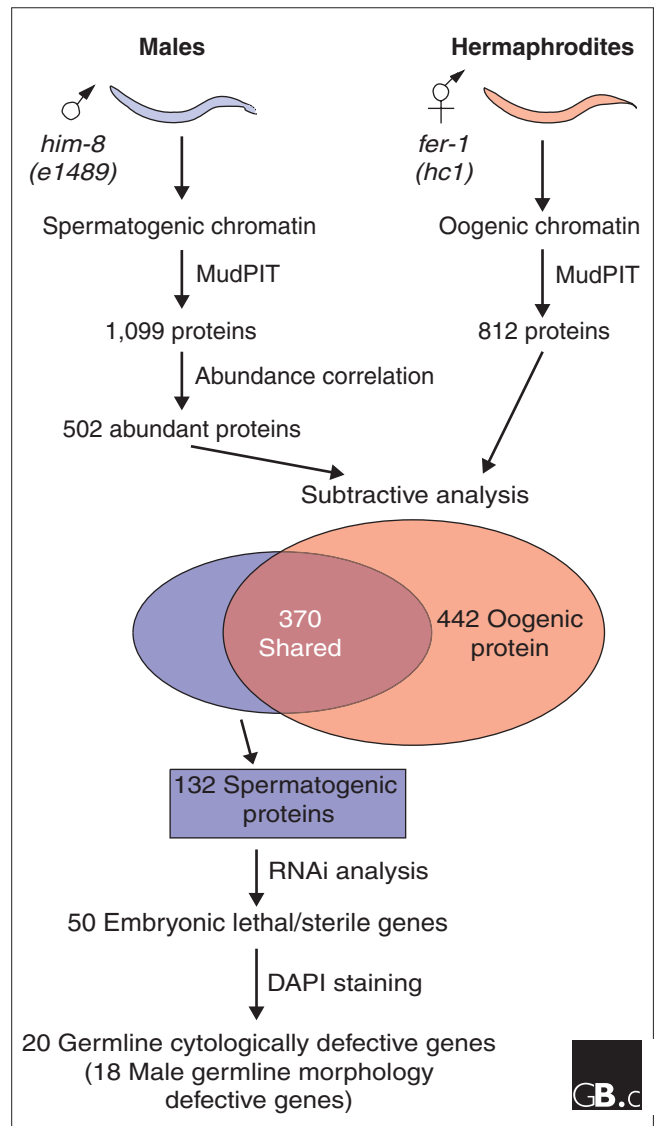 Males Hermaphrodites
him-8 fer-1
(e1489) (hc1)
Spermatogenic chromatin Oogenic chromatin
MudPIT MudPIT
1,099 proteins 812 proteins
Abundance correlation
502 abundant proteins
Subtractive analysis
370 442 Oogenic
Shared protein
132 Spermatogenic
proteins
RNAi analysis
50 Embryonic lethal/sterile genes
DAPI staining
20 Germline cytologically defective genes
(18 Male germline morphology
defective genes)
GB.c